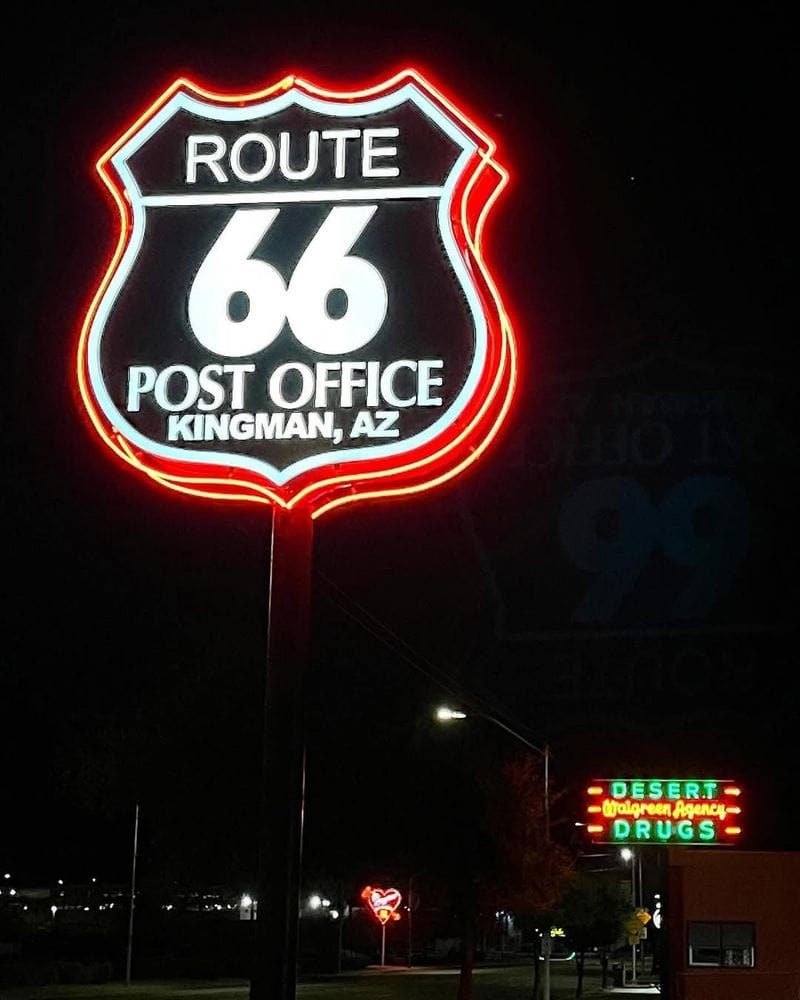 ROUTE
66
POST OFFICE
KINGMAN, AZ
DESERT
Walgreen Agency
DRUGS